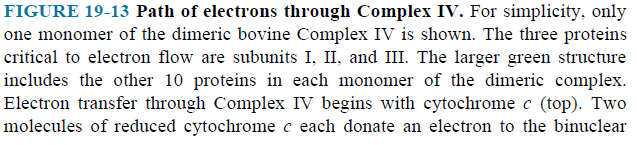 FIGURE 19-13 Path of electrons through Complex IV. For simplicity, only
one monomer of the dimeric bovine Complex IV is shown. The three proteins
critical to electron flow are subunits I, II, and III. The larger green structure
includes the other 10 proteins in each monomer of the dimeric complex.
Electron transfer through Complex IV begins with cytochrome c (top). Two
molecules of reduced cytochrome c each donate an electron to the binuclear